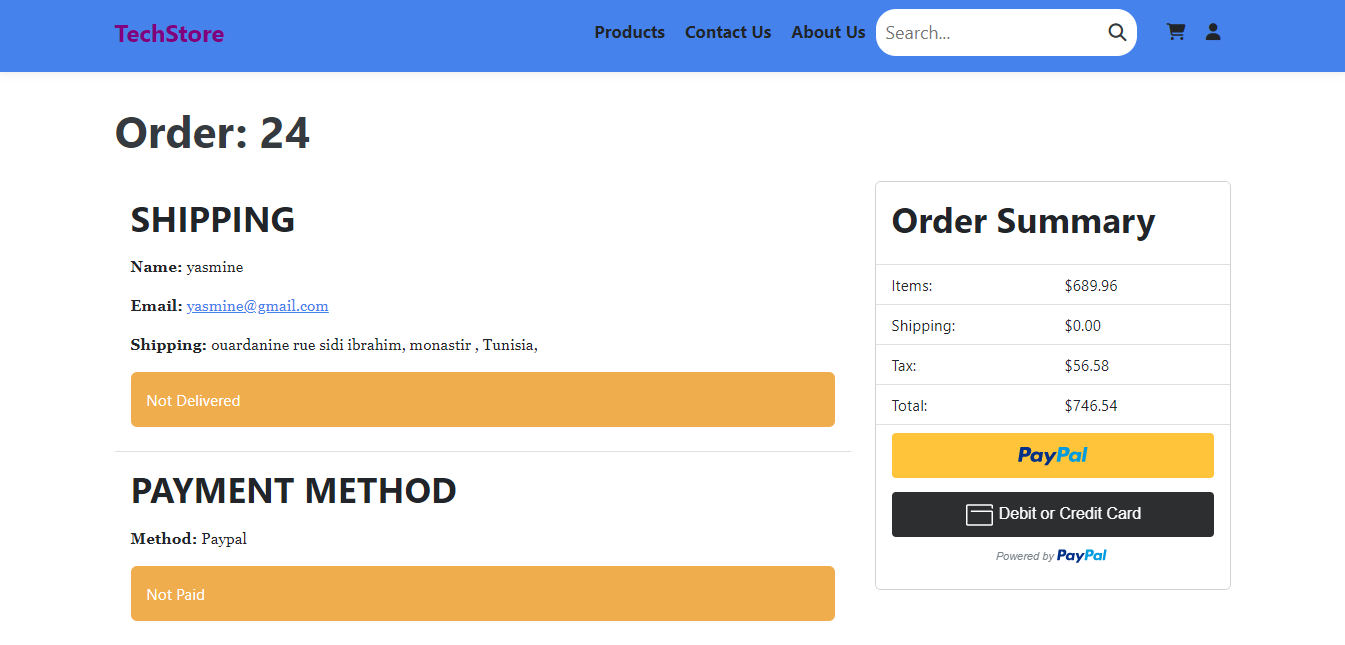 TechStore
Products Contact Us About Us Search...
Order: 24
SHIPPING
Name: yasmine
Email: yasmine@gmail.com
Shipping: ouardanine rue sidi ibrahim, monastir , Tunisia,
Not Delivered
PAYMENT METHOD
Method: Paypal
Not Paid
Order Summary
Items: $689.96
Shipping: $0.00
Tax: $56.58
Total: $746.54
PayPal
Debit or Credit Card
Powered by PayPal